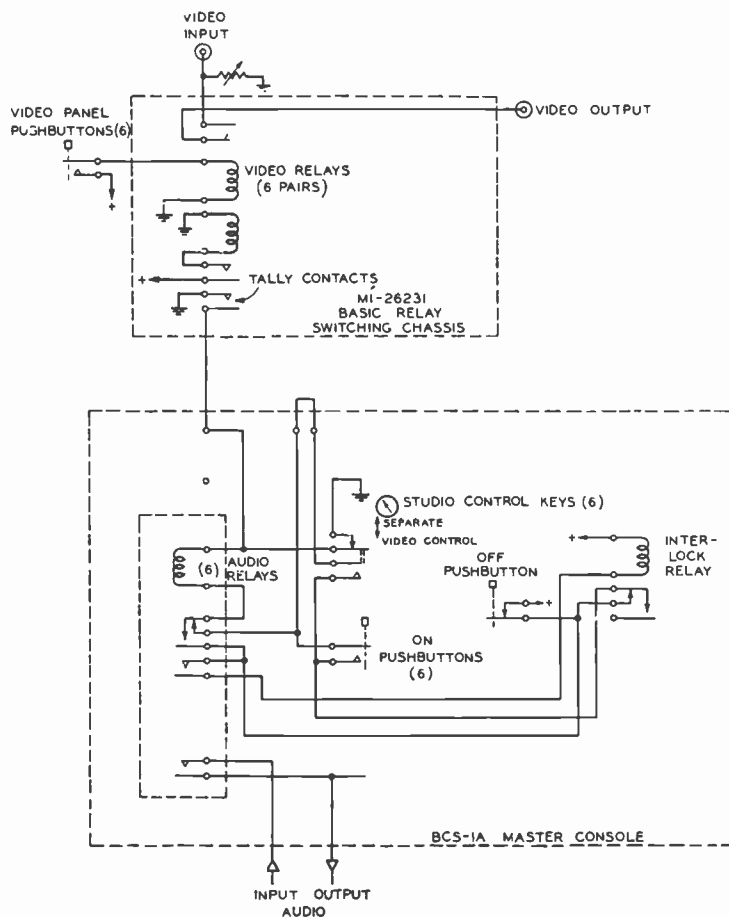 VIDEO
INPUT
VIDEO OUTPUT
VIDEO PANEL
PUSHBUTTONS(6)
+
VIDEO RELAYS
(6 PAIRS)
+
TALLY CONTACTS
MI-26231
BASIC RELAY
SWITCHING CHASSIS
STUDIO CONTROL KEYS (6)
SEPARATE
VIDEO CONTROL
(6) AUDIO
RELAYS
OFF
PUSHBUTTON
+
+
INTER-
LOCK
RELAY
ON
PUSHBUTTONS
(6)
BCS-1A MASTER CONSOLE
INPUT OUTPUT
AUDIO